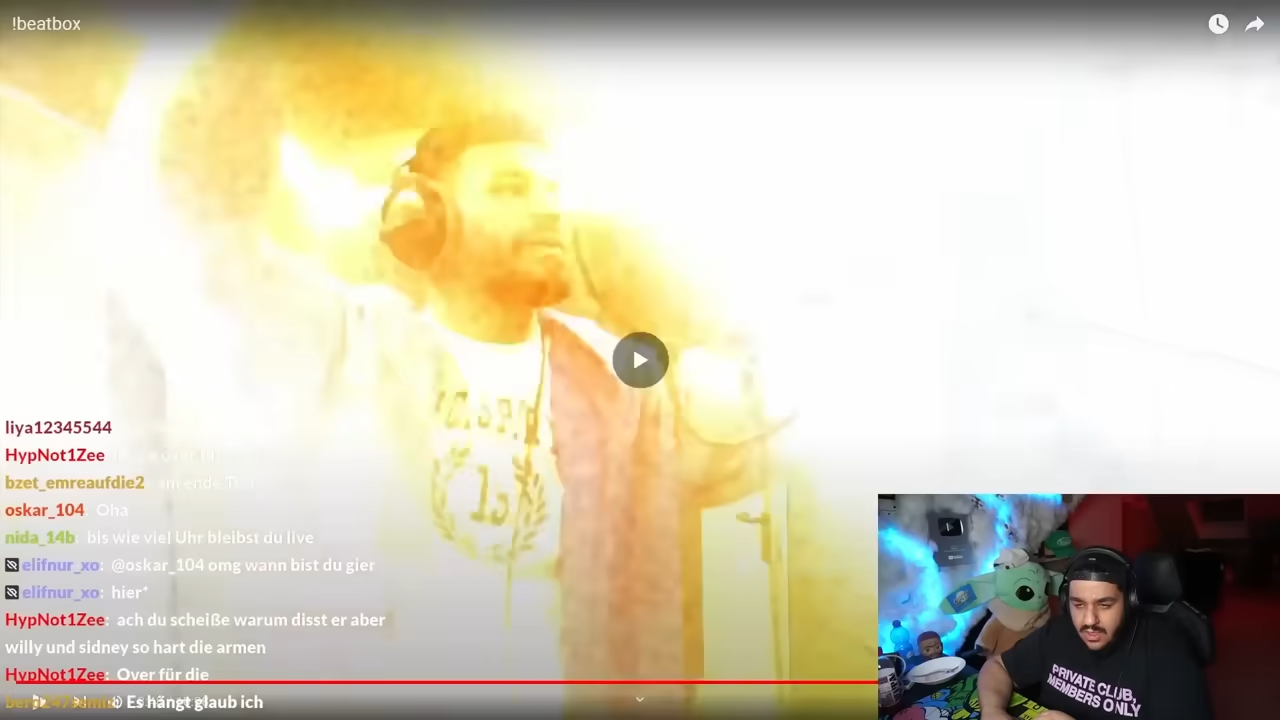 !beatbox
liya12345544
HypNot1Zee
bzet_emreaufdie2: am ende
oskar_104: Oha
nida_14b: bis wie viel Uhr bleibst du live
elifnur_xo: @oskar_104 omg wann bist du gier
elifnur_xo: hier*
HypNot1Zee: ach du scheiße warum disst er aber
willy und sidney so hart die armen
HypNot1Zee: Over für die
Es hängt glaub ich
PRIVATE CLUB,
MEMBERS ONLY